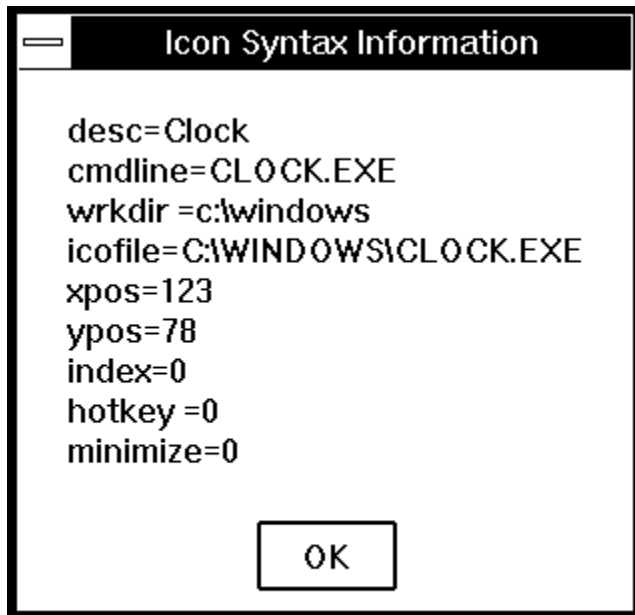 Icon Syntax Information
desc=Clock
cmdline=CLOCK.EXE
wrkdir =c:\windows
icofile=C:\WINDOWS\CLOCK.EXE
xpos=123
ypos=78
index=0
hotkey =0
minimize=0
OK